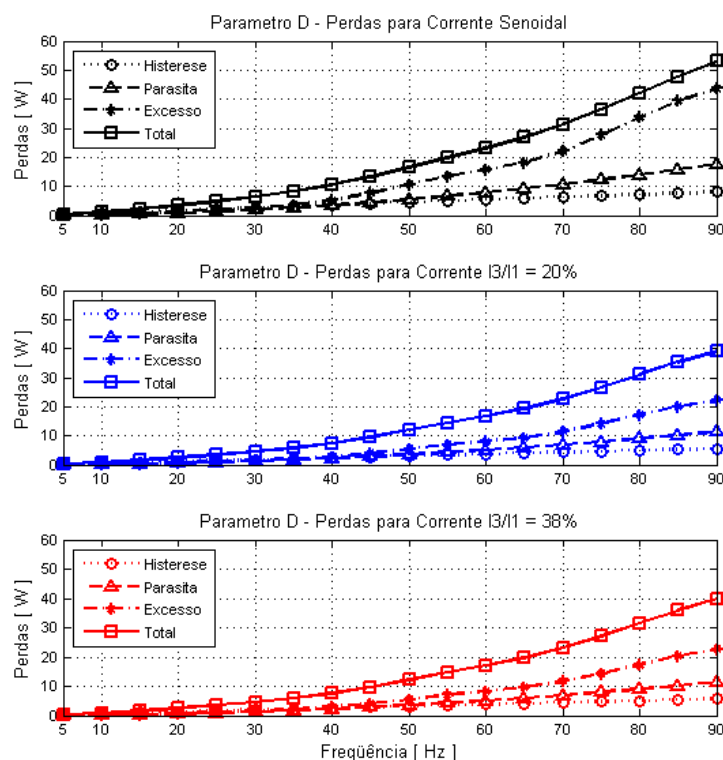 Parametro D - Perdas para Corrente Senoidal
Perdas [ W ]
60
50
40
30
20
10
0
Histerese
Parasita
Excesso
Total
5 10 20 30 40 50 60 70 80 90
Parametro D - Perdas para Corrente I3/I1 = 20%
Perdas [ W ]
60
50
40
30
20
10
0
Histerese
Parasita
Excesso
Total
5 10 20 30 40 50 60 70 80 90
Parametro D - Perdas para Corrente I3/I1 = 38%
Perdas [ W ]
60
50
40
30
20
10
0
Histerese
Parasita
Excesso
Total
5 10 20 30 40 50 60 70 80 90
Freqüência [ Hz ]